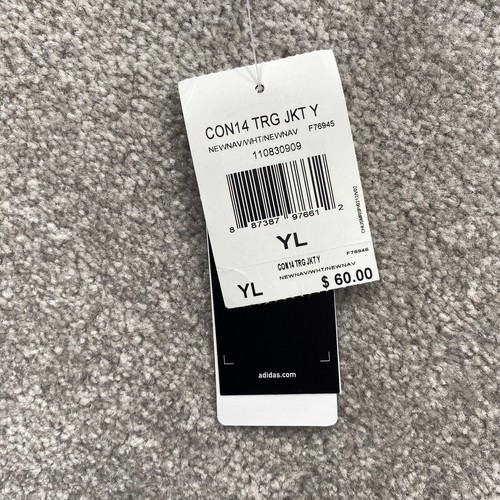 CON14 TRG JKT Y
NEWNAV/WHT/NEWNAV F76945
110830909
8 87387 97661 2
YL
CON14 TRG JKT Y F76945
NEWNAV/WHT/NEWNAV
YL $ 60.00
adidas.com